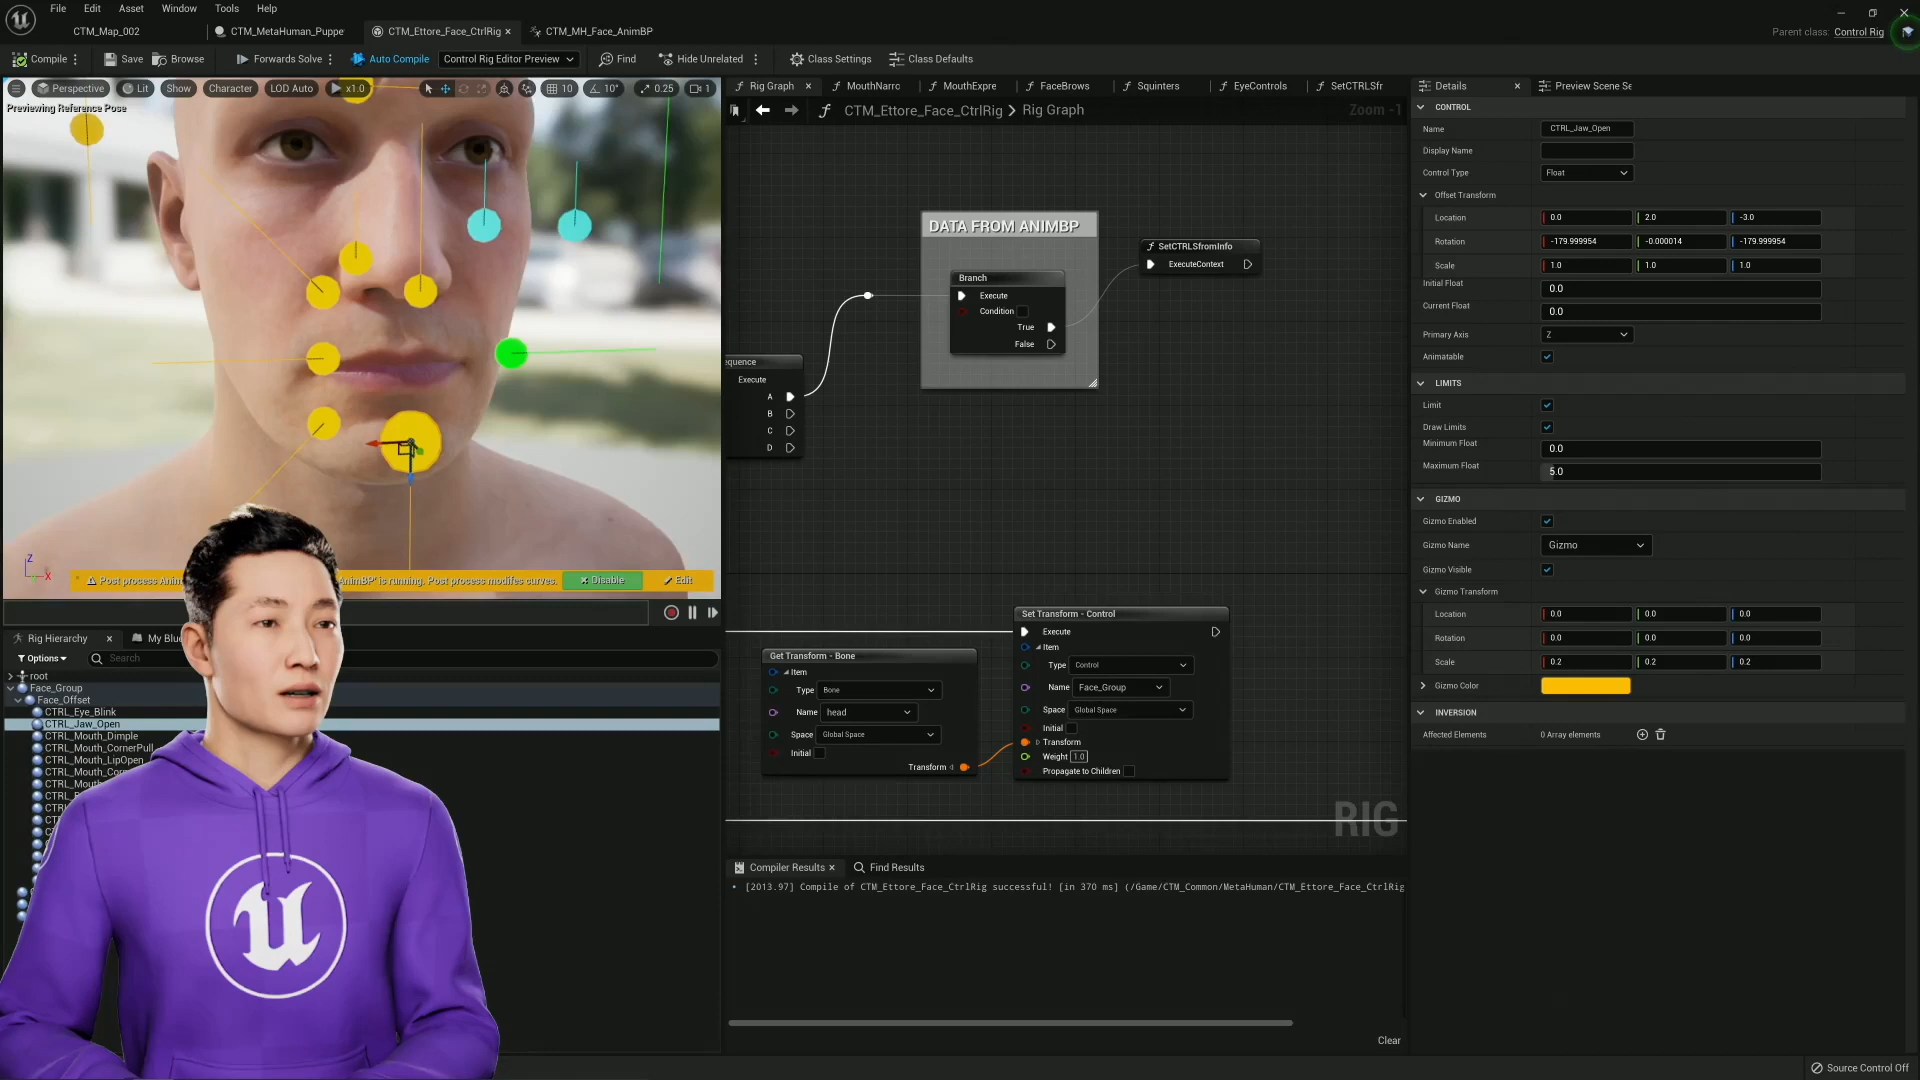 File Edit Asset Window Tools Help
CTM_Map_002 CTM_MetaHuman_Puppe CTM_Ettore_Face_CtrlRig CTM_MH_Face_AnimBP
Parent class: Control Rig
Compile Save Browse Forwards Solve Auto Compile Control Rig Editor Preview Find Hide Unrelated Class Settings Class Defaults
Perspective Lit Show Character LOD Auto x1.0 10 10° 0.25 1
Previewing Reference Pose
Post process Anim AnimBP' is running. Post process modifes curves. Disable Edit
Z
X
Rig Hierarchy My Blue
Options Search
root
Face_Group
Face_Offset
CTRL_Eye_Blink
CTRL_Jaw_Open
CTRL_Mouth_Dimple
CTRL_Mouth_CornerPull
CTRL_Mouth_LipOpen
CTRL_Mouth_Corn
CTRL_Mouth
CTRL
Rig Graph MouthNarrc MouthExpre FaceBrows Squinters EyeControls SetCTRLSfr
CTM_Ettore_Face_CtrlRig > Rig Graph
Zoom -1
DATA FROM ANIMBP
Branch
Execute
Condition
True
False
SetCTRLSfromInfo
ExecuteContext
equence
Execute
A
B
C
D
Get Transform - Bone
Item
Type Bone
Name head
Space Global Space
Initial
Transform
Set Transform - Control
Execute
Item
Type Control
Name Face_Group
Space Global Space
Initial
Transform
Weight 1.0
Propagate to Children
RIG
Compiler Results Find Results
[2013.97] Compile of CTM_Ettore_Face_CtrlRig successful! [in 370 ms] (/Game/CTM_Common/MetaHuman/CTM_Ettore_Face_CtrlRig
Clear
Details Preview Scene Se
CONTROL
Name CTRL_Jaw_Open
Display Name
Control Type Float
Offset Transform
Location 0.0 2.0 -3.0
Rotation -179.999954 -0.000014 -179.999954
Scale 1.0 1.0 1.0
Initial Float 0.0
Current Float 0.0
Primary Axis Z
Animatable
LIMITS
Limit
Draw Limits
Minimum Float 0.0
Maximum Float 5.0
GIZMO
Gizmo Enabled
Gizmo Name Gizmo
Gizmo Visible
Gizmo Transform
Location 0.0 0.0 0.0
Rotation 0.0 0.0 0.0
Scale 0.2 0.2 0.2
Gizmo Color
INVERSION
Affected Elements 0 Array elements
Source Control Off